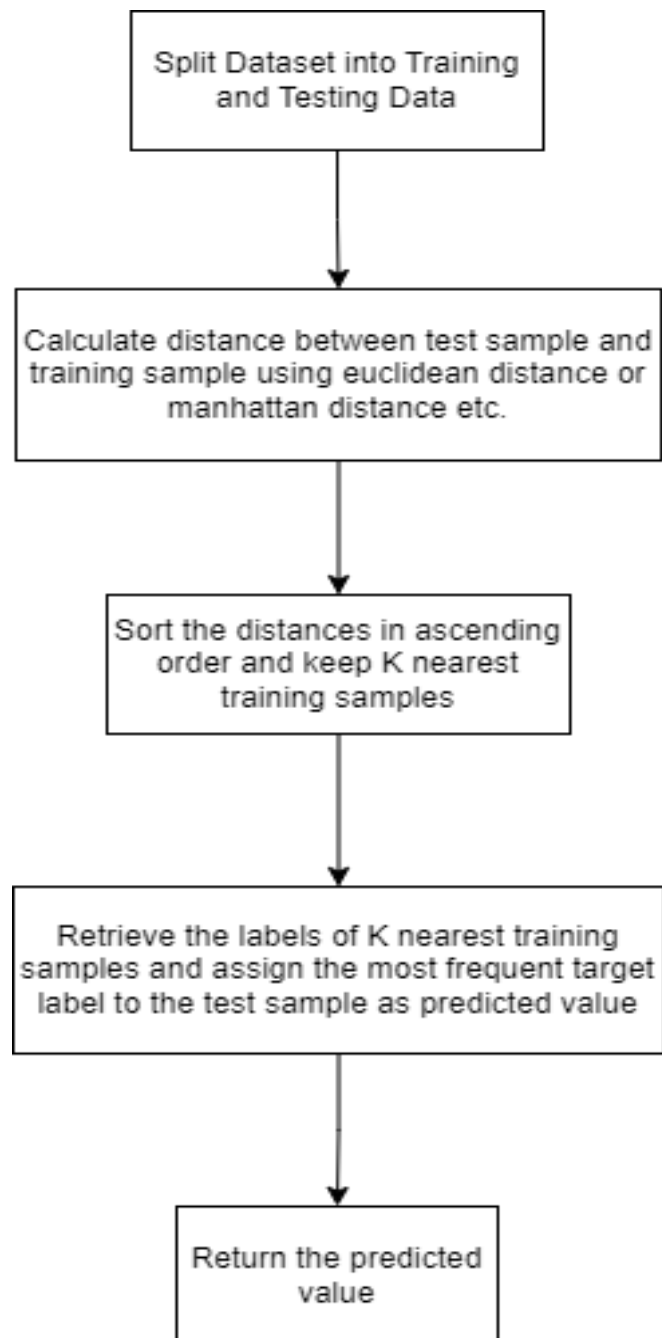 Split Dataset into Training
and Testing Data
Calculate distance between test sample and
training sample using euclidean distance or
manhattan distance etc.
Sort the distances in ascending
order and keep K nearest
training samples
Retrieve the labels of K nearest training
samples and assign the most frequent target
label to the test sample as predicted value
Return the predicted
value